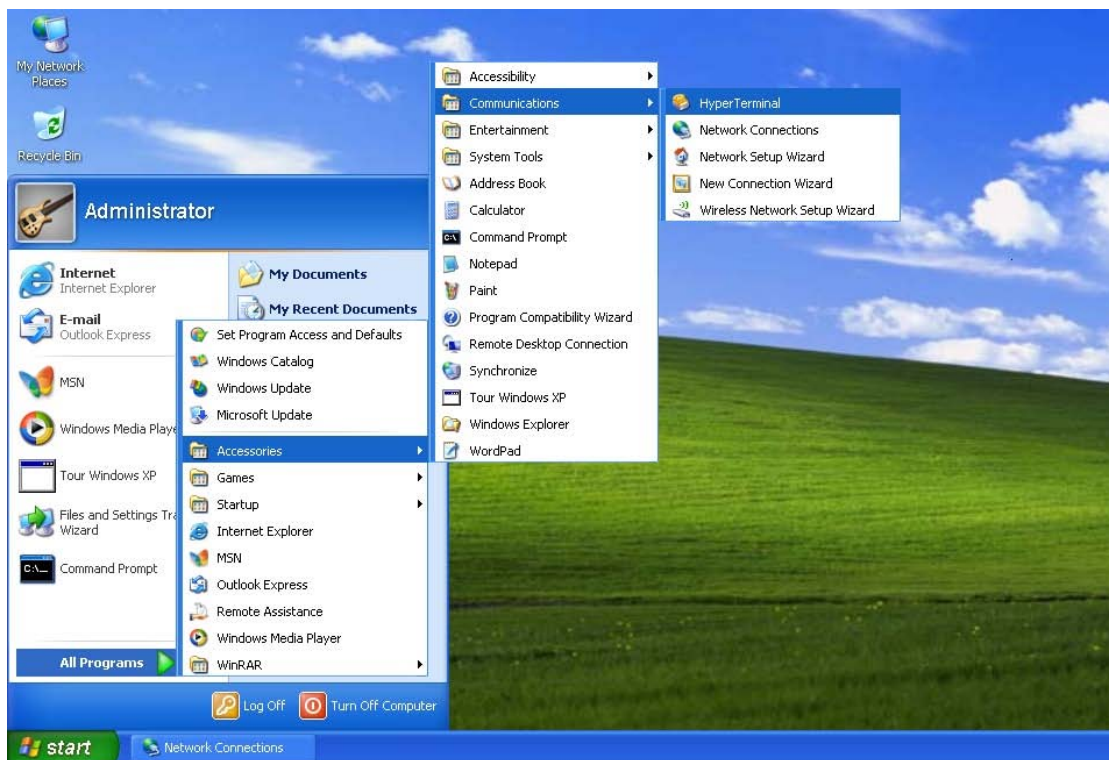 My Network
Places
Recycle Bin
Administrator
Internet
Internet Explorer
E-mail
Outlook Express
MSN
Windows Media Playe
Tour Windows XP
Files and Settings Tra
Wizard
C:\_
Command Prompt
All Programs
My Documents
My Recent Documents
Set Program Access and Defaults
Windows Catalog
Windows Update
Microsoft Update
Accessories
Games
Startup
Internet Explorer
MSN
Outlook Express
Remote Assistance
Windows Media Player
WinRAR
Accessibility
Communications
Entertainment
System Tools
Address Book
Calculator
C:\
Command Prompt
Notepad
Paint
Program Compatibility Wizard
Remote Desktop Connection
Synchronize
Tour Windows XP
Windows Explorer
WordPad
HyperTerminal
Network Connections
Network Setup Wizard
New Connection Wizard
Wireless Network Setup Wizard
Log Off
Turn Off Computer
start
Network Connections